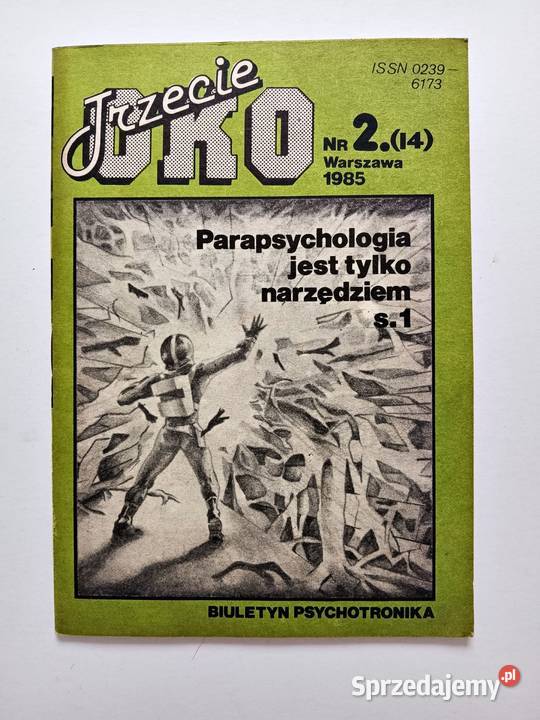 Trzecie
OKO
ISSN 0239-
6173
NR 2.(14)
Warszawa
1985
Parapsychologia
jest tylko
narzędziem
s.1
BIULETYN PSYCHOTRONIKA
Sprzedajemy.pl